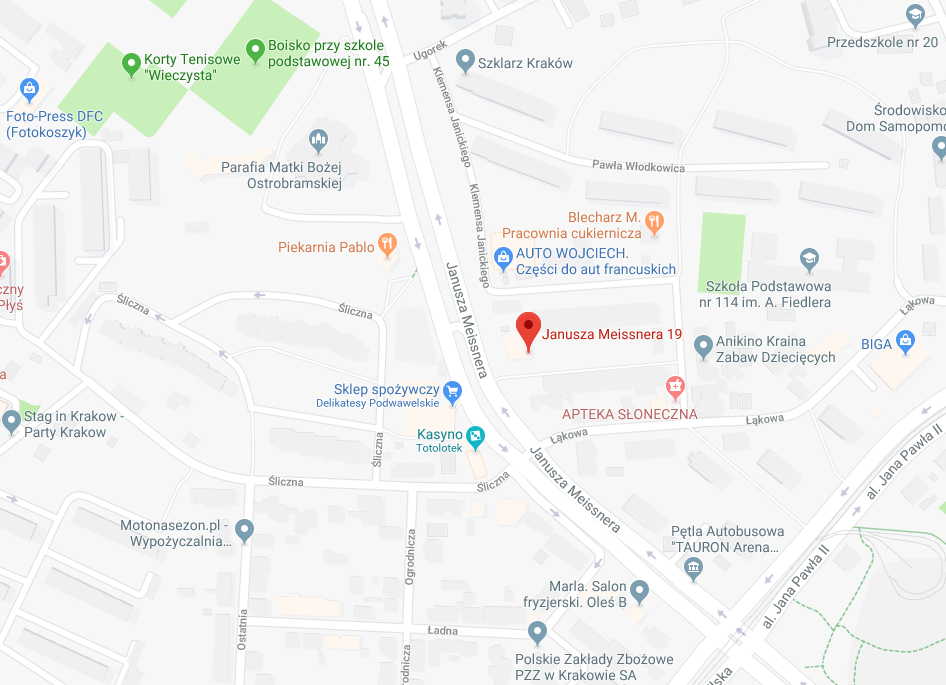 Ugorek
Przedszkole nr 20
Korty Tenisowe
"Wieczysta"
Boisko przy szkole
podstawowej nr. 45
Szklarz Kraków
Foto-Press DFC
(Fotokoszyk)
Klemensa Janickiego
Środowisko
Dom Samopom
Parafia Matki Bożej
Ostrobramskiej
Pawła Włodkowica
Klemensa Janickiego
Blecharz M.
Pracownia cukiernicza
Piekarnia Pablo
AUTO WOJCIECH.
Części do aut francuskich
Szkoła Podstawowa
nr 114 im. A. Fiedlera
czny
Płyś
Śliczna
Śliczna
Łąkowa
Janusza Meissnera
Janusza Meissnera 19
Anikino Kraina
Zabaw Dziecięcych
BIGA
a
Sklep spożywczy
Delikatesy Podwawelskie
APTEKA SŁONECZNA
Stag in Krakow -
Party Krakow
Kasyno
Totolotek
Łąkowa
Łąkowa
Śliczna
Śliczna
Śliczna
Janusza Meissnera
al. Jana Pawła II
Motonasezon.pl -
Wypożyczalnia...
Pętla Autobusowa
"TAURON Arena...
Ogrodnicza
al. Jana Pawła II
Marla. Salon
fryzjerski. Oleś B
Ostatnia
Ładna
Polskie Zakłady Zbożowe
PZZ w Krakowie SA
rodnicza
lska